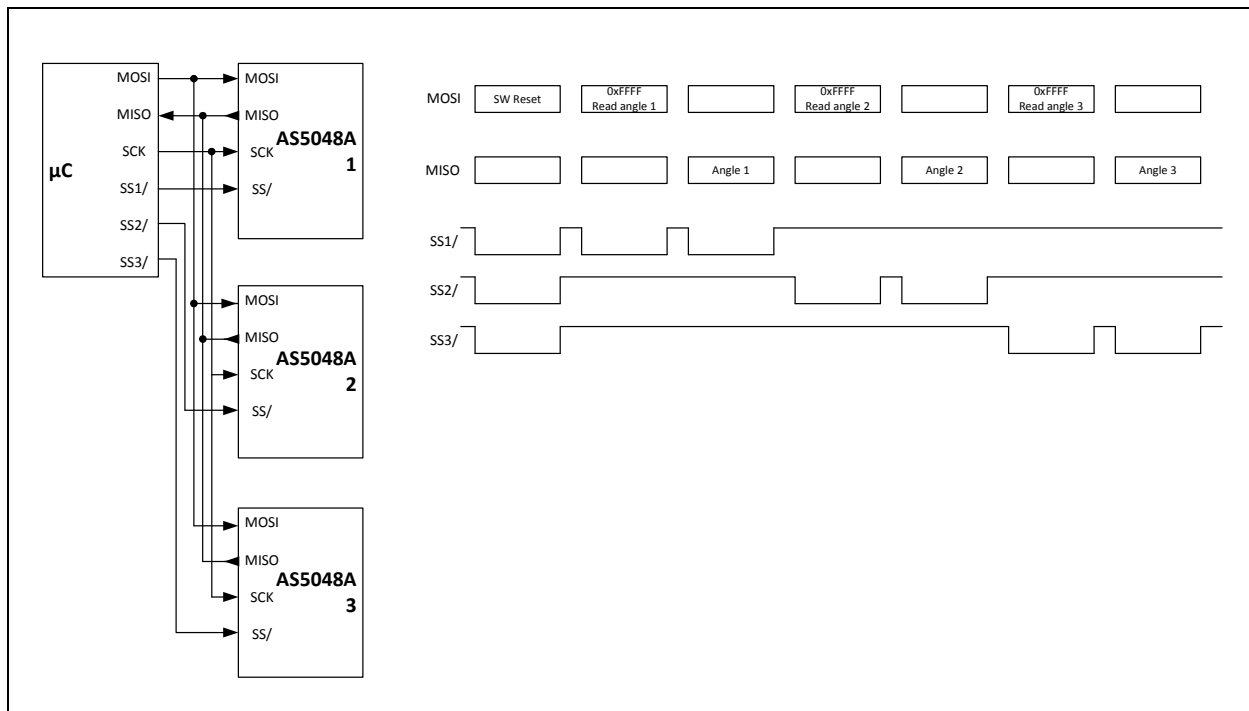 µC
MOSI
MISO
SCK
SS1/
SS2/
SS3/
MOSI
MISO
SCK
SS/
AS5048A
1
MOSI
MISO
SCK
SS/
AS5048A
2
MOSI
MISO
SCK
SS/
AS5048A
3
MOSI
SW Reset
0xFFFF
Read angle 1
0xFFFF
Read angle 2
0xFFFF
Read angle 3
MISO
Angle 1
Angle 2
Angle 3
SS1/
SS2/
SS3/